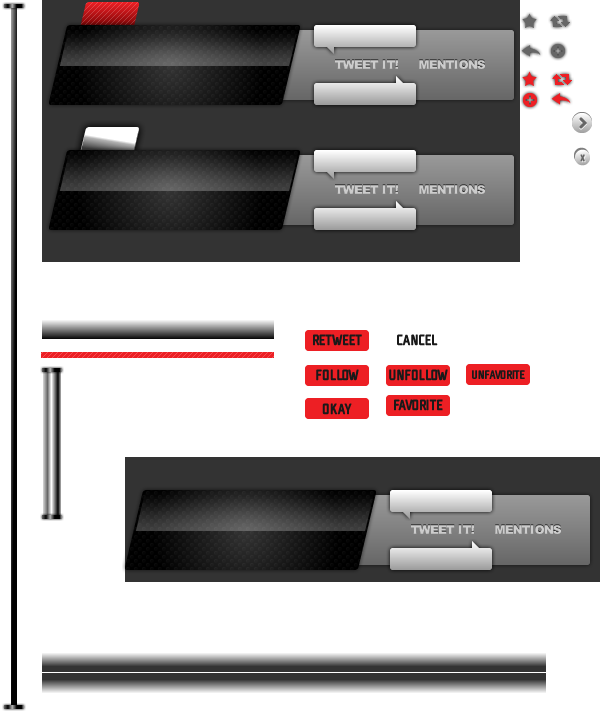 TWEET IT! MENTIONS
x
TWEET IT! MENTIONS
RETWEET CANCEL
FOLLOW UNFOLLOW UNFAVORITE
OKAY FAVORITE
TWEET IT! MENTIONS